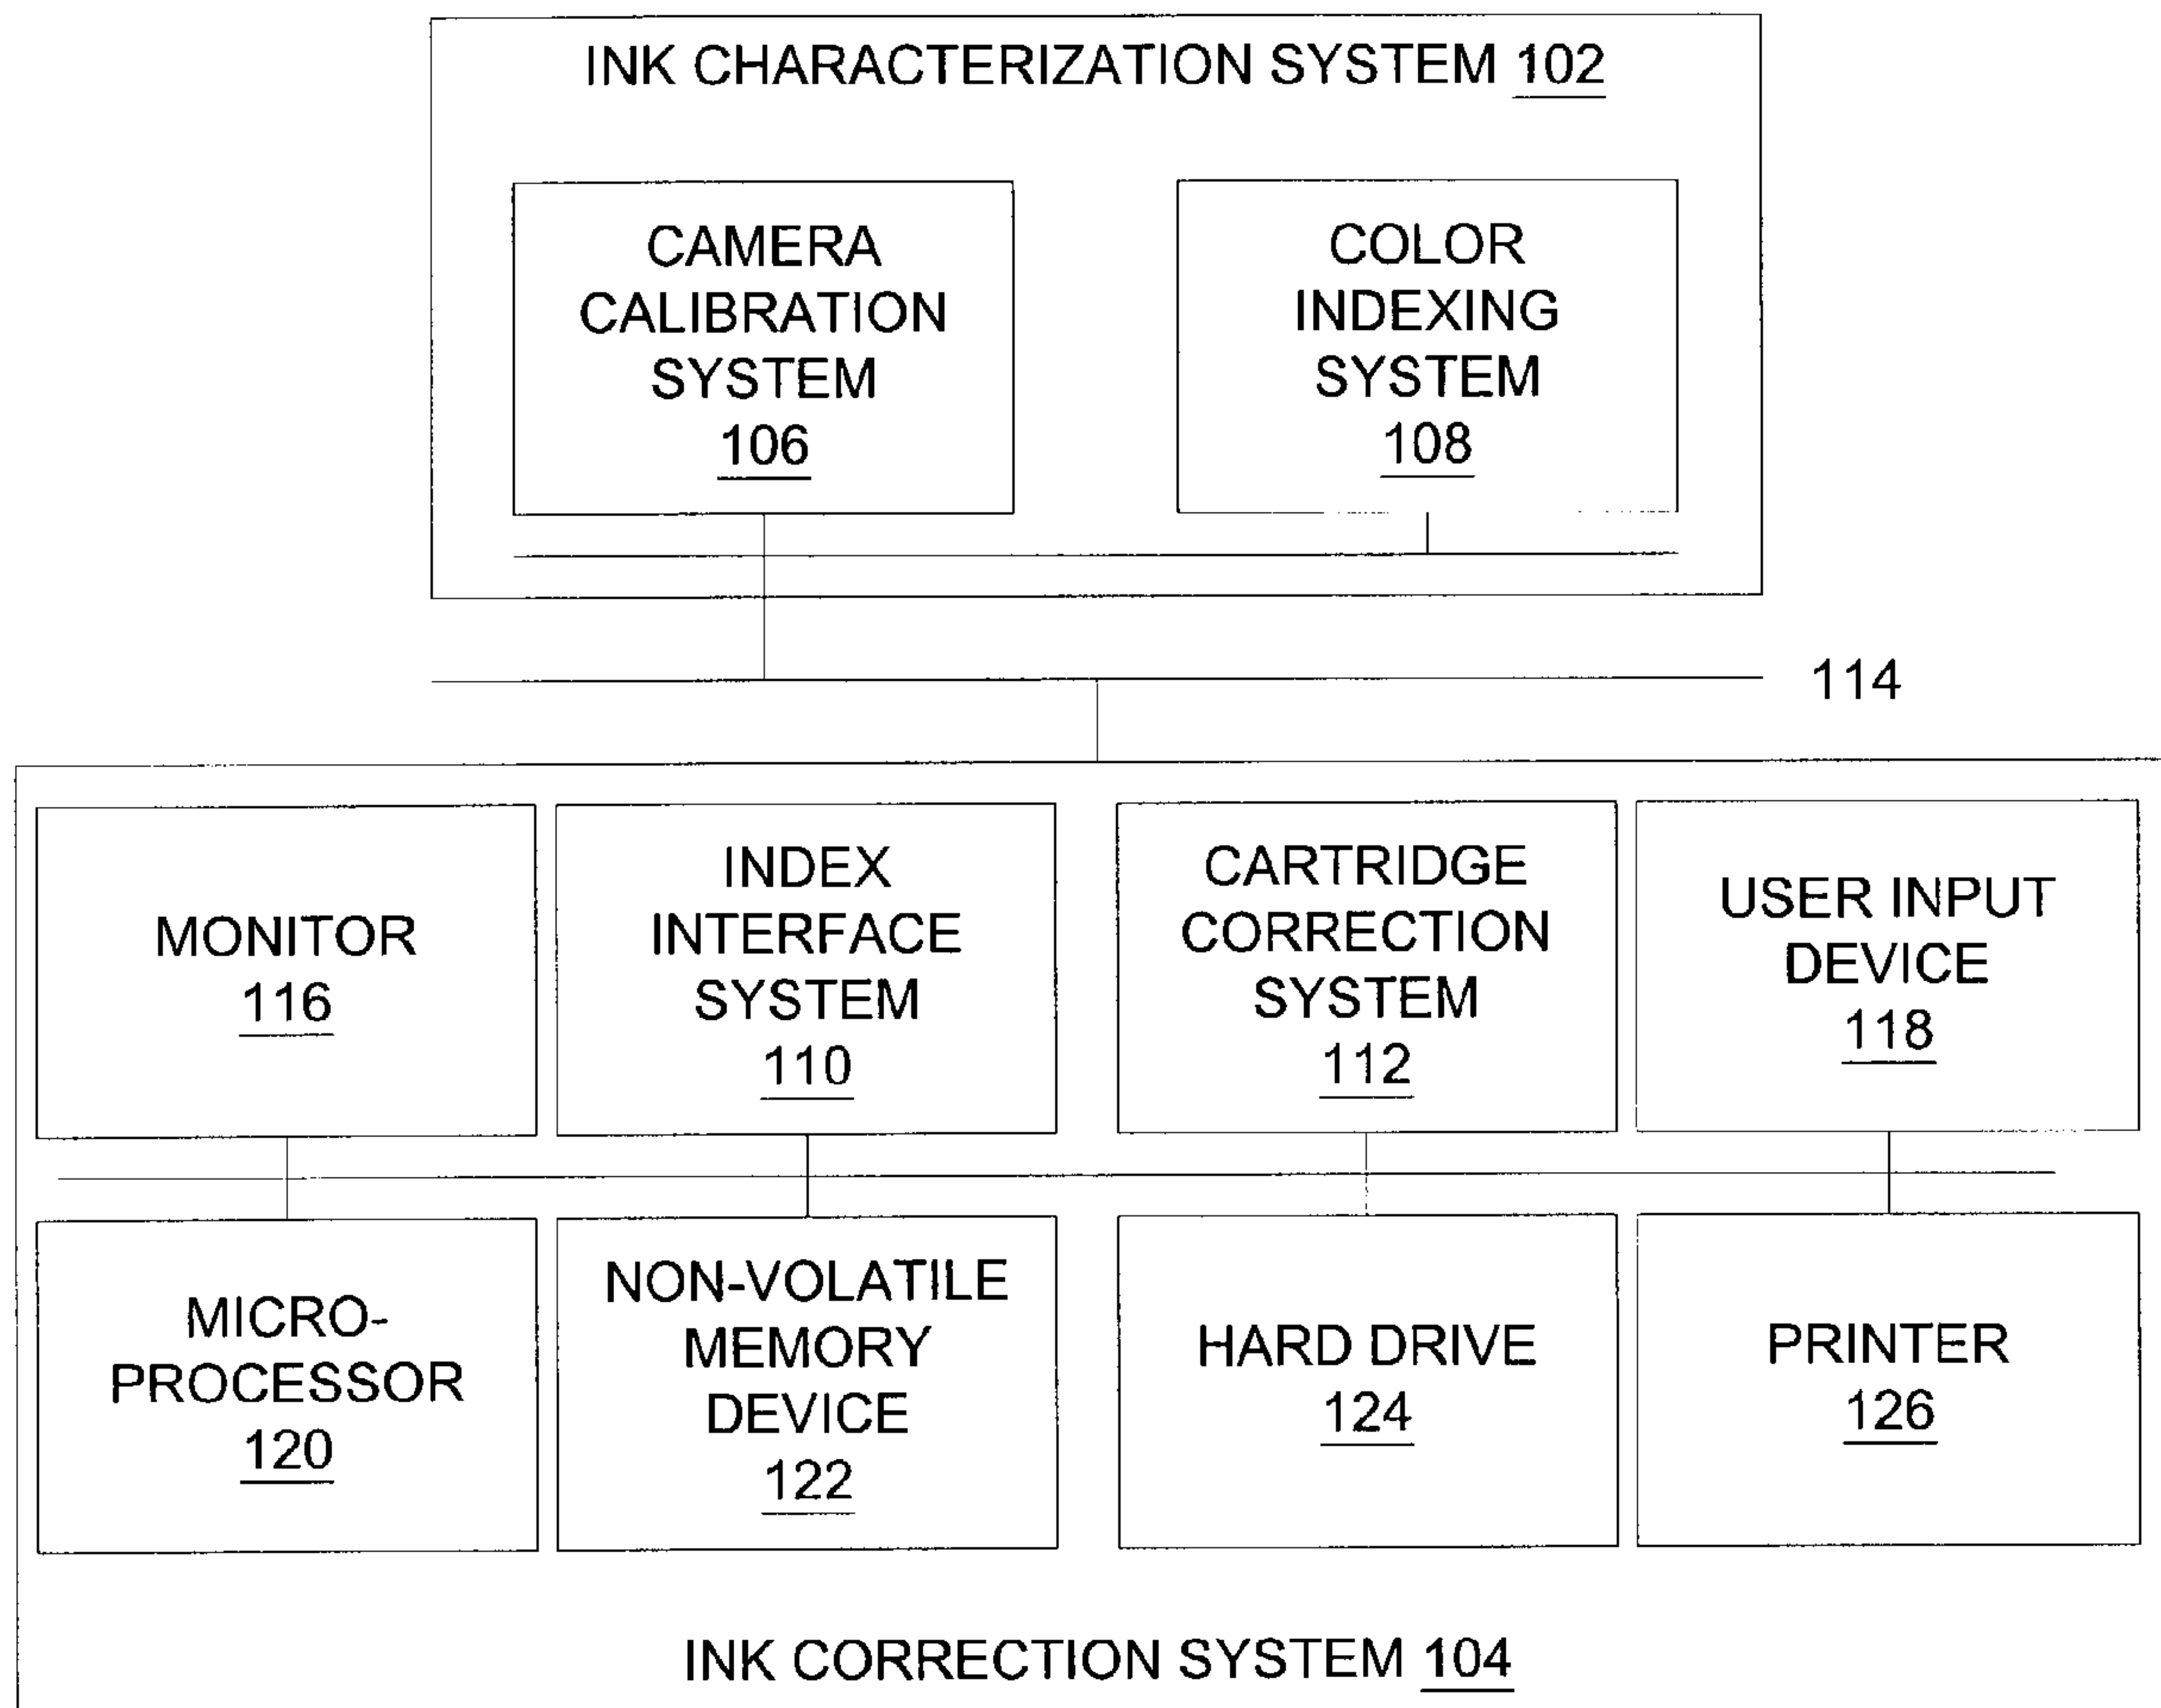 INK CHARACTERIZATION SYSTEM 102
CAMERA
CALIBRATION
SYSTEM
106
COLOR
INDEXING
SYSTEM
108
114
MONITOR
116
INDEX
INTERFACE
SYSTEM
110
CARTRIDGE
CORRECTION
SYSTEM
112
USER INPUT
DEVICE
118
MICRO-
PROCESSOR
120
NON-VOLATILE
MEMORY
DEVICE
122
HARD DRIVE
124
PRINTER
126
INK CORRECTION SYSTEM 104